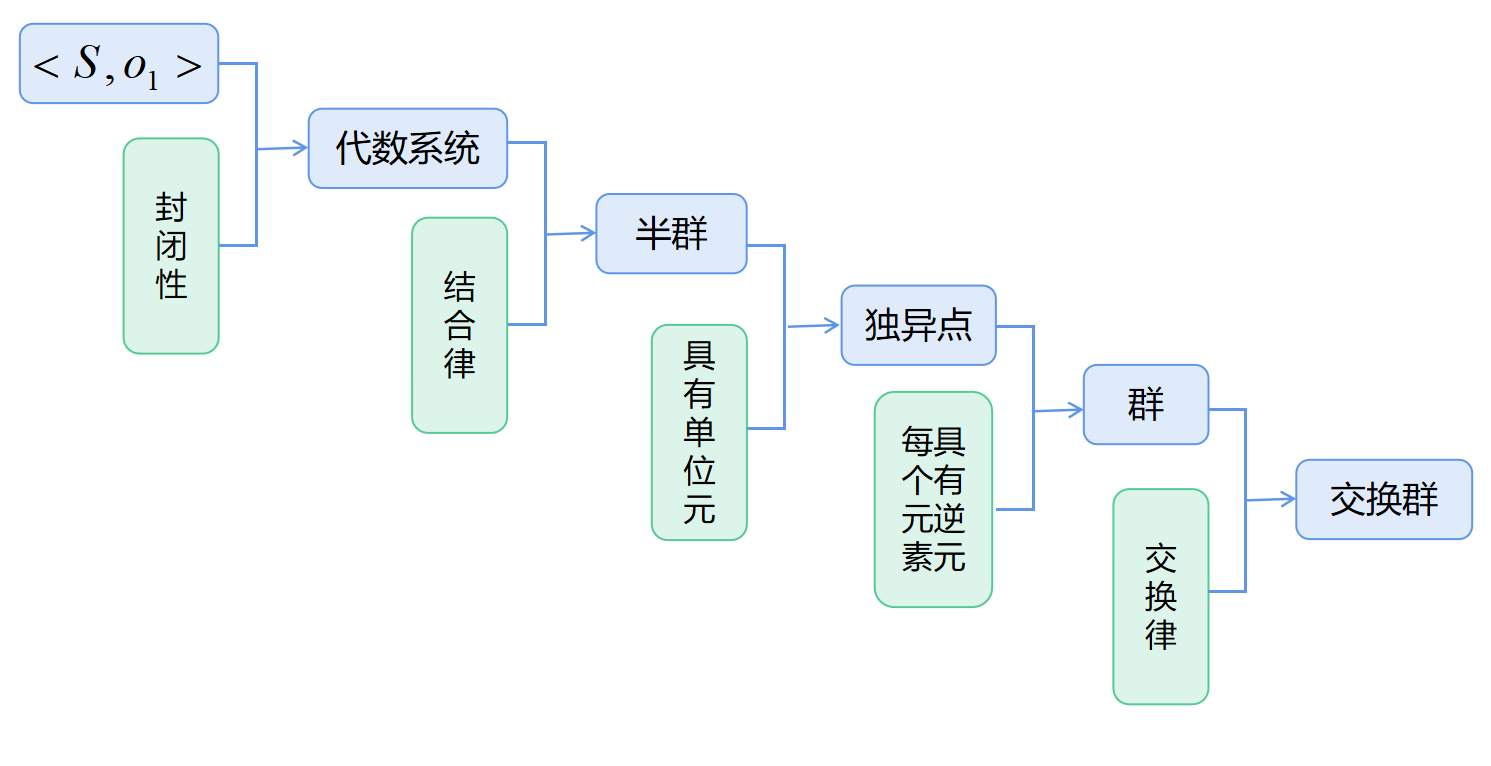 < S, o₁ >
代数系统
封闭性
半群
结合律
独异点
具有单位元
群
每个元素
具有逆元
交换群
交换律